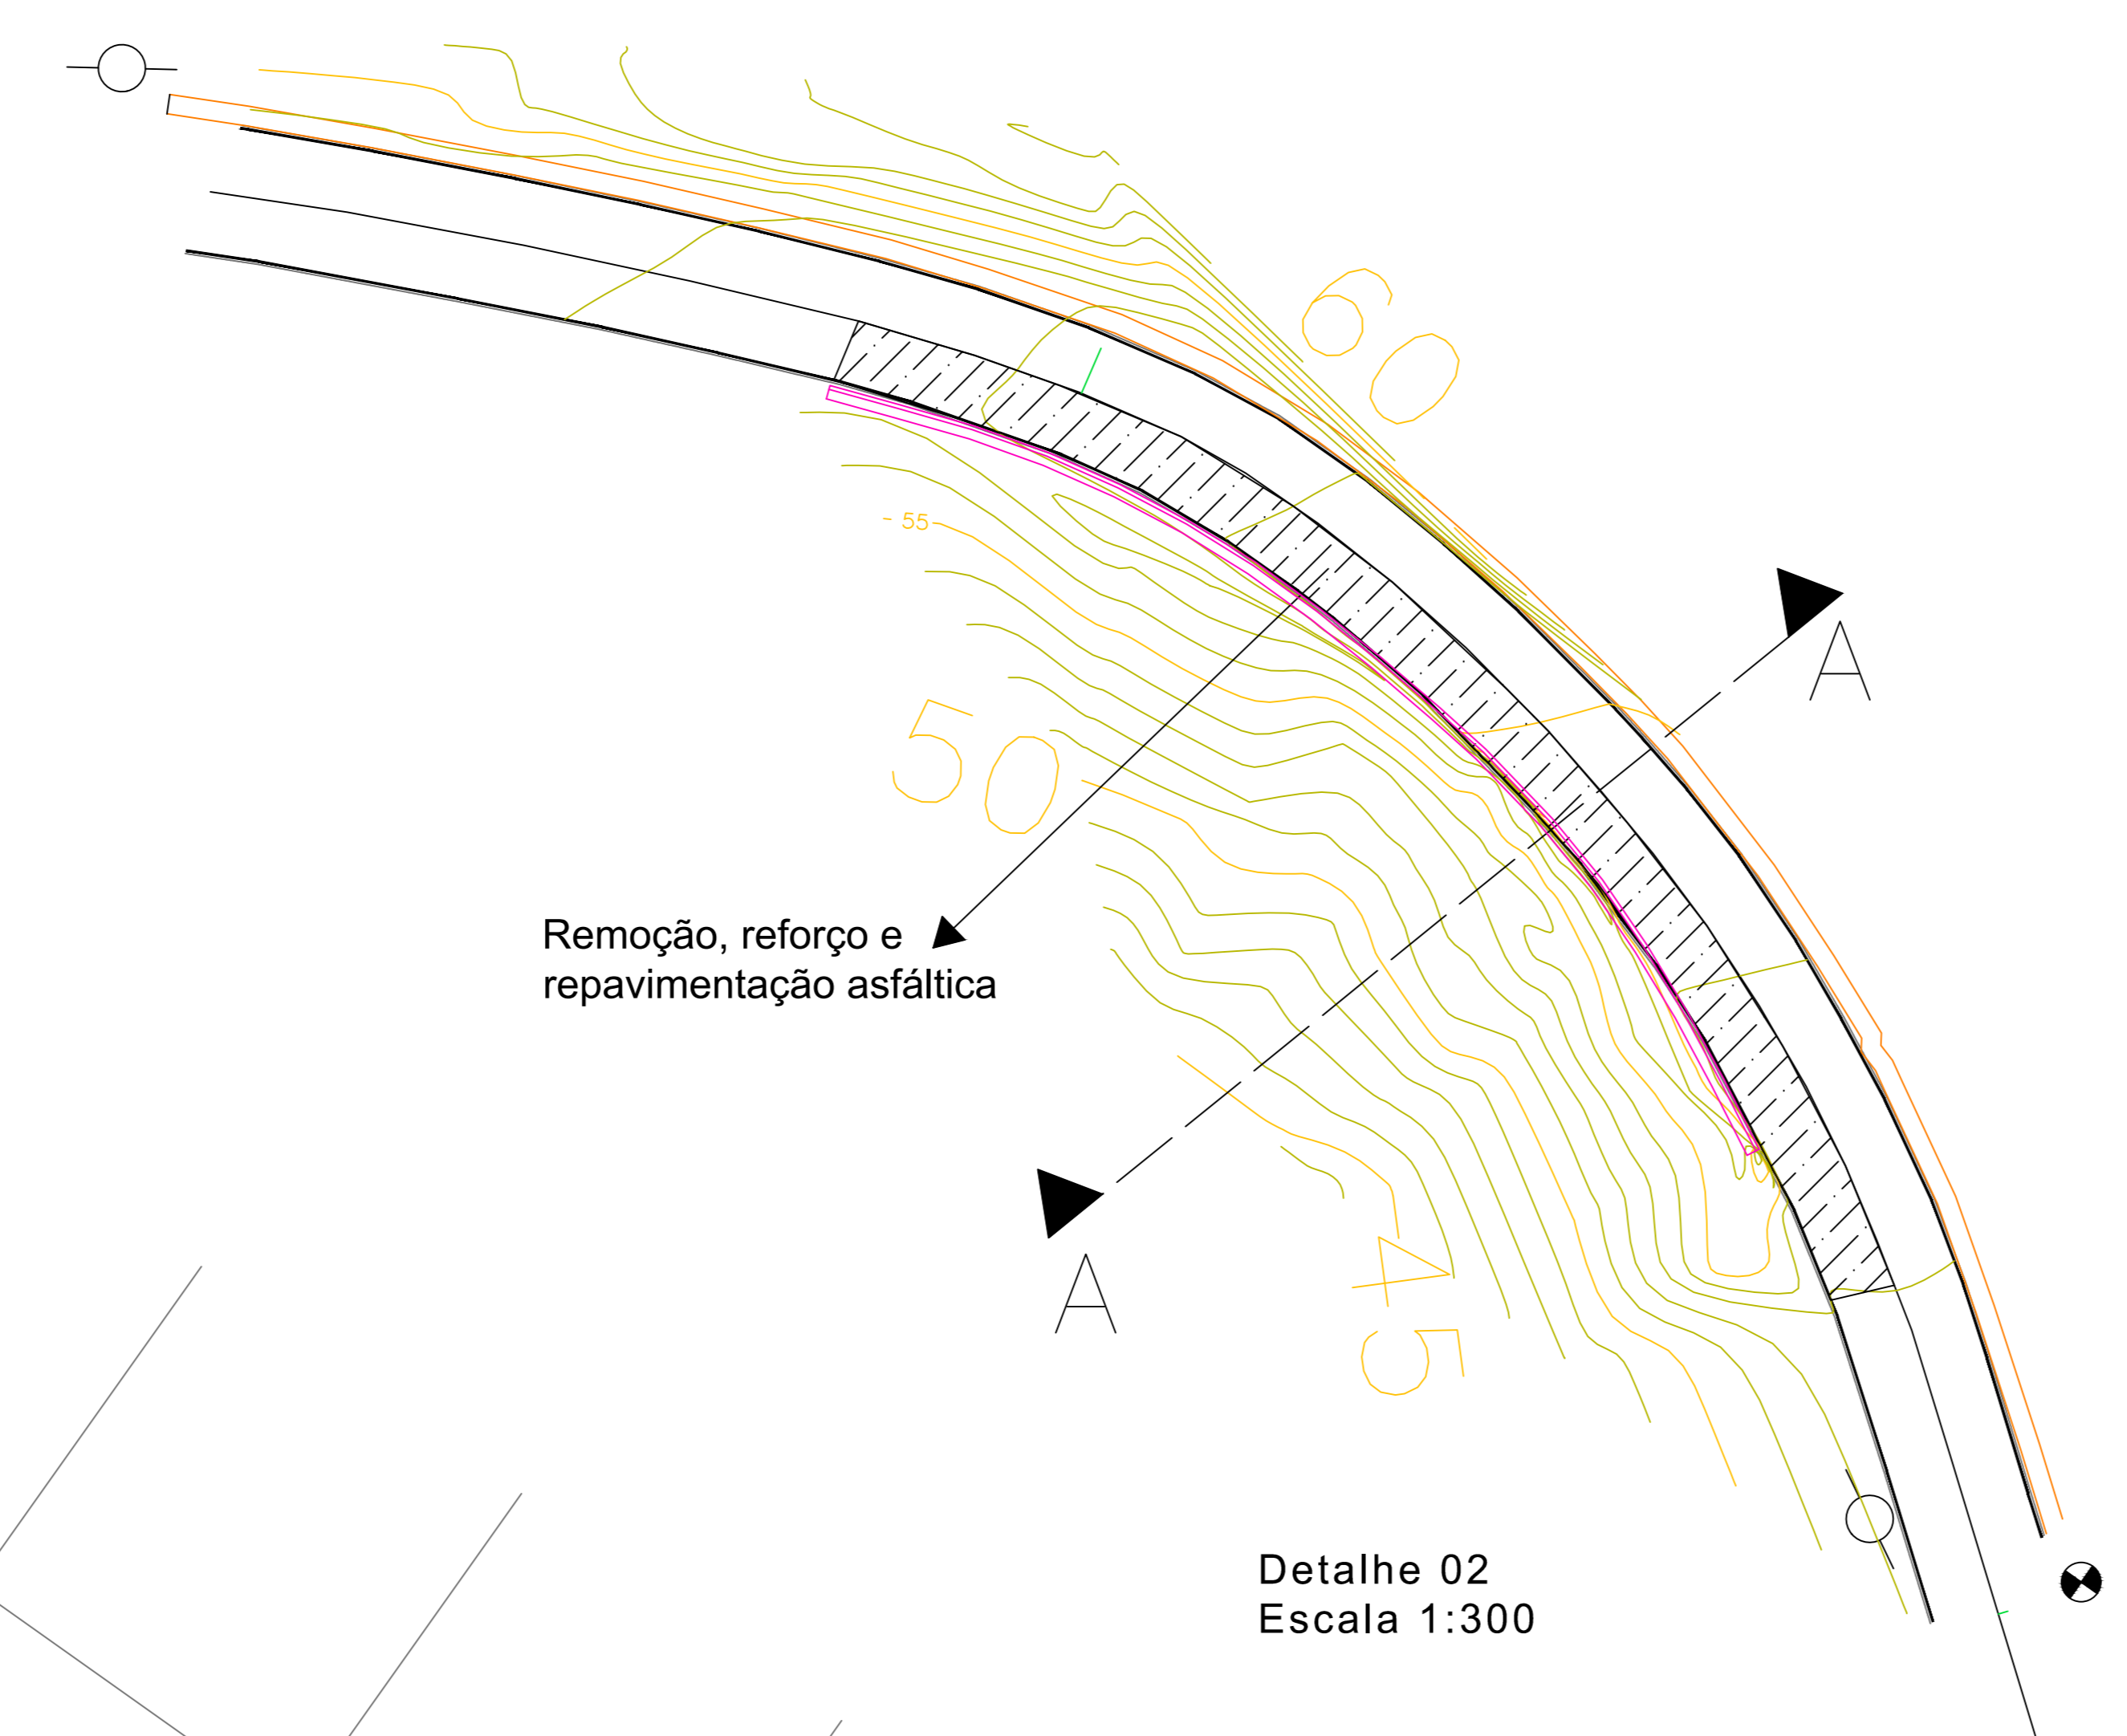 60
- 55
A
50
Remoção, reforço e
repavimentação asfáltica
A
45
Detalhe 02
Escala 1:300